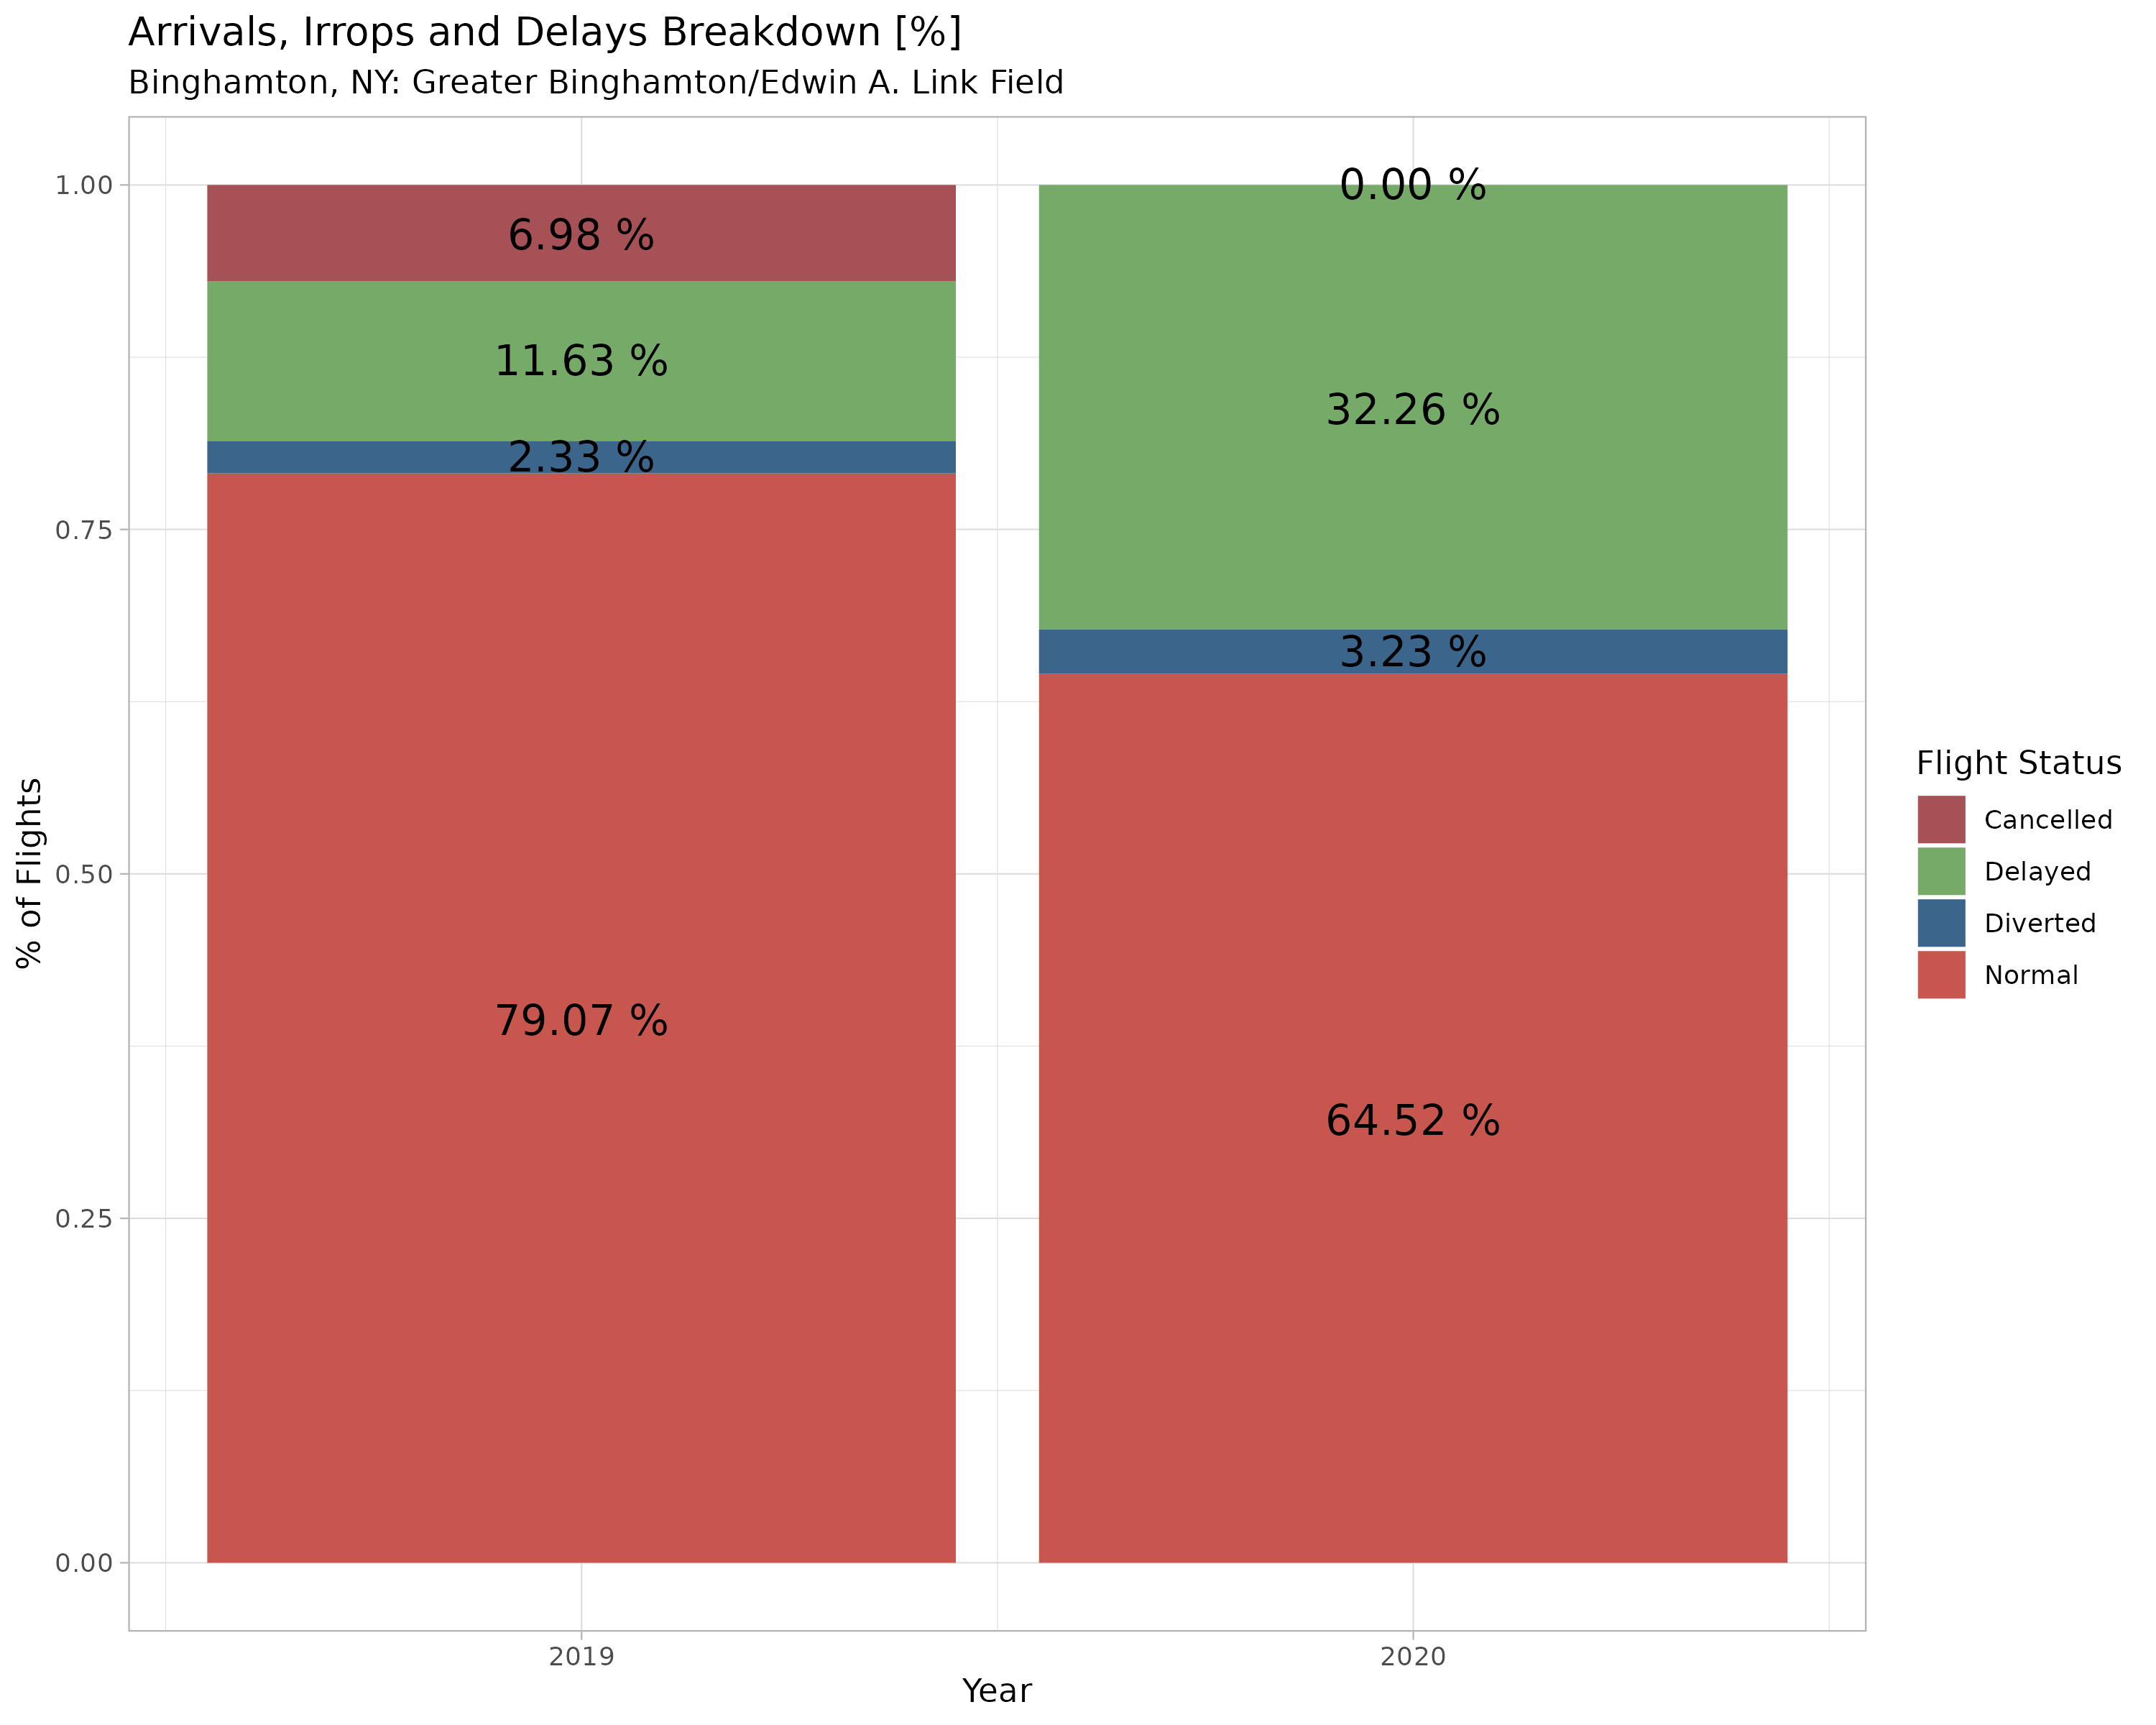 Arrivals, Irrops and Delays Breakdown [%]
Binghamton, NY: Greater Binghamton/Edwin A. Link Field
% of Flights
1.00
0.75
0.50
0.25
0.00
6.98 %
11.63 %
2.33 %
79.07 %
0.00 %
32.26 %
3.23 %
64.52 %
2019
2020
Year
Flight Status
Cancelled
Delayed
Diverted
Normal